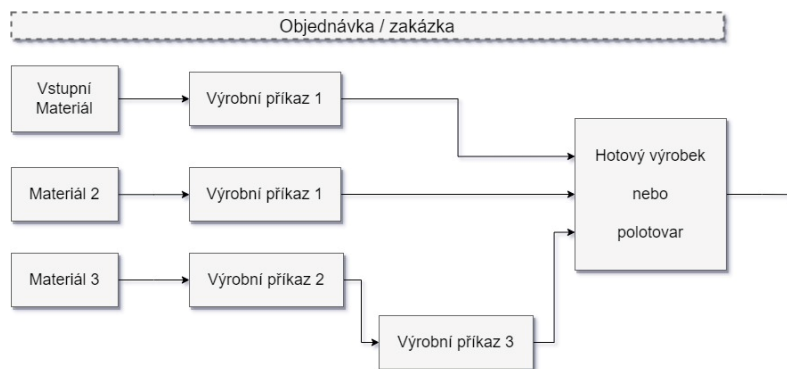 Objednávka / zakázka
Vstupní
Materiál
Výrobní příkaz 1
Materiál 2
Výrobní příkaz 1
Materiál 3
Výrobní příkaz 2
Výrobní příkaz 3
Hotový výrobek
nebo
polotovar